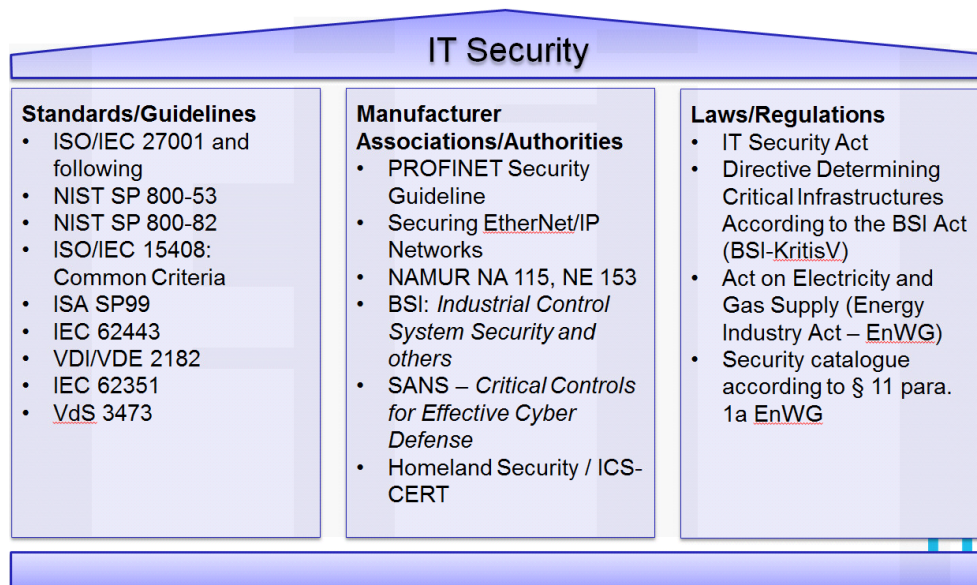 IT Security
Standards/Guidelines
• ISO/IEC 27001 and
following
• NIST SP 800-53
• NIST SP 800-82
• ISO/IEC 15408:
Common Criteria
• ISA SP99
• IEC 62443
• VDI/VDE 2182
• IEC 62351
• VdS 3473
Manufacturer
Associations/Authorities
• PROFINET Security
Guideline
• Securing EtherNet/IP
Networks
• NAMUR NA 115, NE 153
• BSI: Industrial Control
System Security and
others
• SANS – Critical Controls
for Effective Cyber
Defense
• Homeland Security / ICS-
CERT
Laws/Regulations
• IT Security Act
• Directive Determining
Critical Infrastructures
According to the BSI Act
(BSI-KritisV)
• Act on Electricity and
Gas Supply (Energy
Industry Act – EnWG)
• Security catalogue
according to § 11 para.
1a EnWG